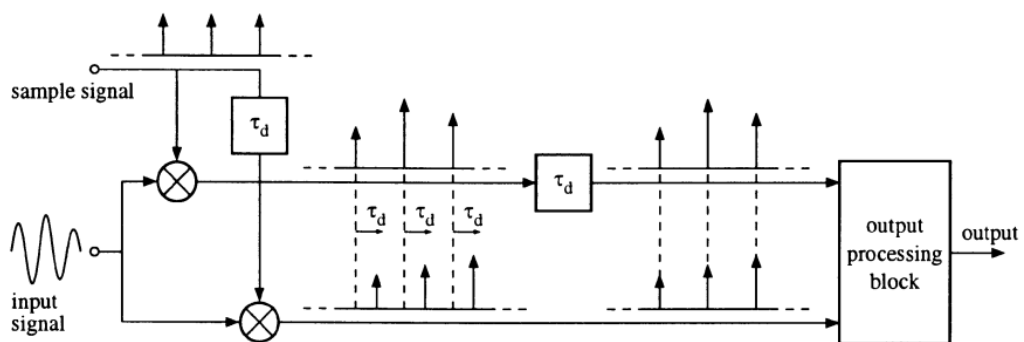 sample signal
τd
τd
τd
τd
τd
input
signal
output
processing
block
output